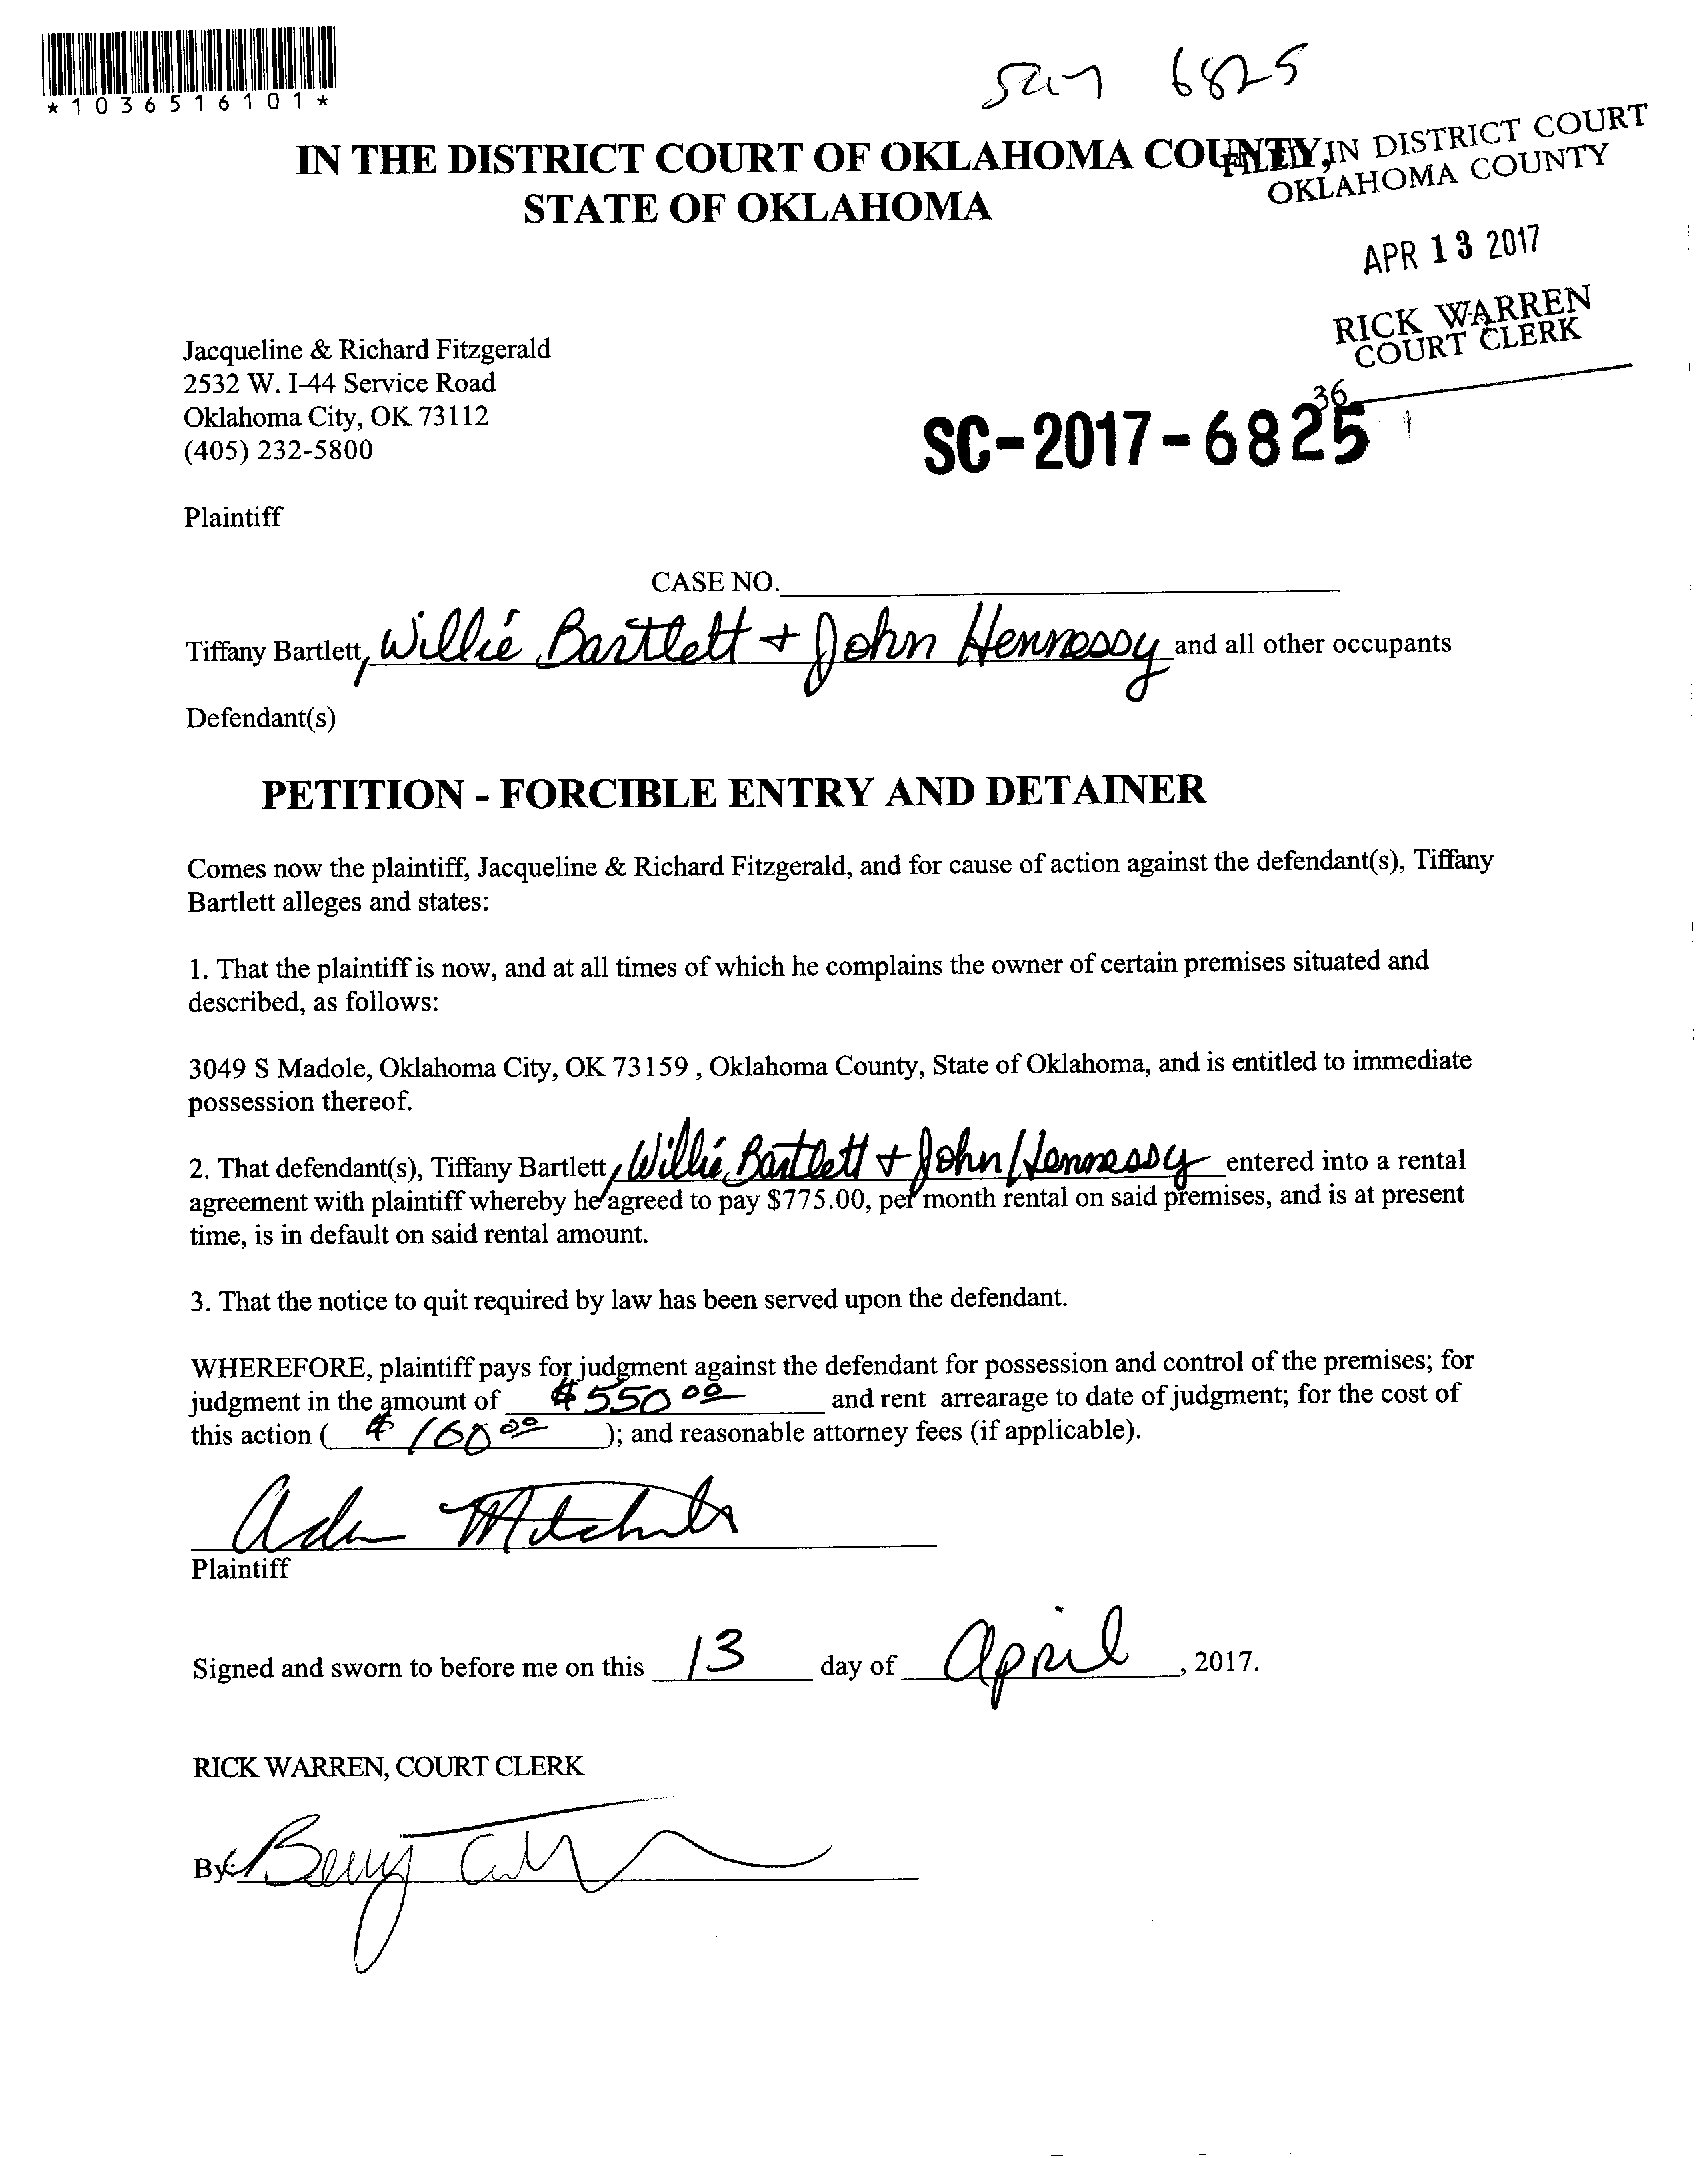 *1036516101*
5217 6825
IN THE DISTRICT COURT OF OKLAHOMA COUNTY,
STATE OF OKLAHOMA
FILED IN DISTRICT COURT
OKLAHOMA COUNTY
APR 13 2017
RICK WARREN
COURT CLERK
36
Jacqueline & Richard Fitzgerald
2532 W. I-44 Service Road
Oklahoma City, OK 73112
(405) 232-5800
SC-2017-6825
Plaintiff
CASE NO.
Tiffany Bartlett, Willie Bartlett + John Hennessy and all other occupants
Defendant(s)
PETITION - FORCIBLE ENTRY AND DETAINER
Comes now the plaintiff, Jacqueline & Richard Fitzgerald, and for cause of action against the defendant(s), Tiffany
Bartlett alleges and states:
1. That the plaintiff is now, and at all times of which he complains the owner of certain premises situated and
described, as follows:
3049 S Madole, Oklahoma City, OK 73159 , Oklahoma County, State of Oklahoma, and is entitled to immediate
possession thereof.
2. That defendant(s), Tiffany Bartlett, Willie Bartlett + John Hennessy entered into a rental
agreement with plaintiff whereby he agreed to pay $775.00, per month rental on said premises, and is at present
time, is in default on said rental amount.
3. That the notice to quit required by law has been served upon the defendant.
WHEREFORE, plaintiff pays for judgment against the defendant for possession and control of the premises; for
judgment in the amount of $550 00 and rent arrearage to date of judgment; for the cost of
this action ( $160 00 ); and reasonable attorney fees (if applicable).
Plaintiff
Signed and sworn to before me on this 13 day of April, 2017.
RICK WARREN, COURT CLERK
By: